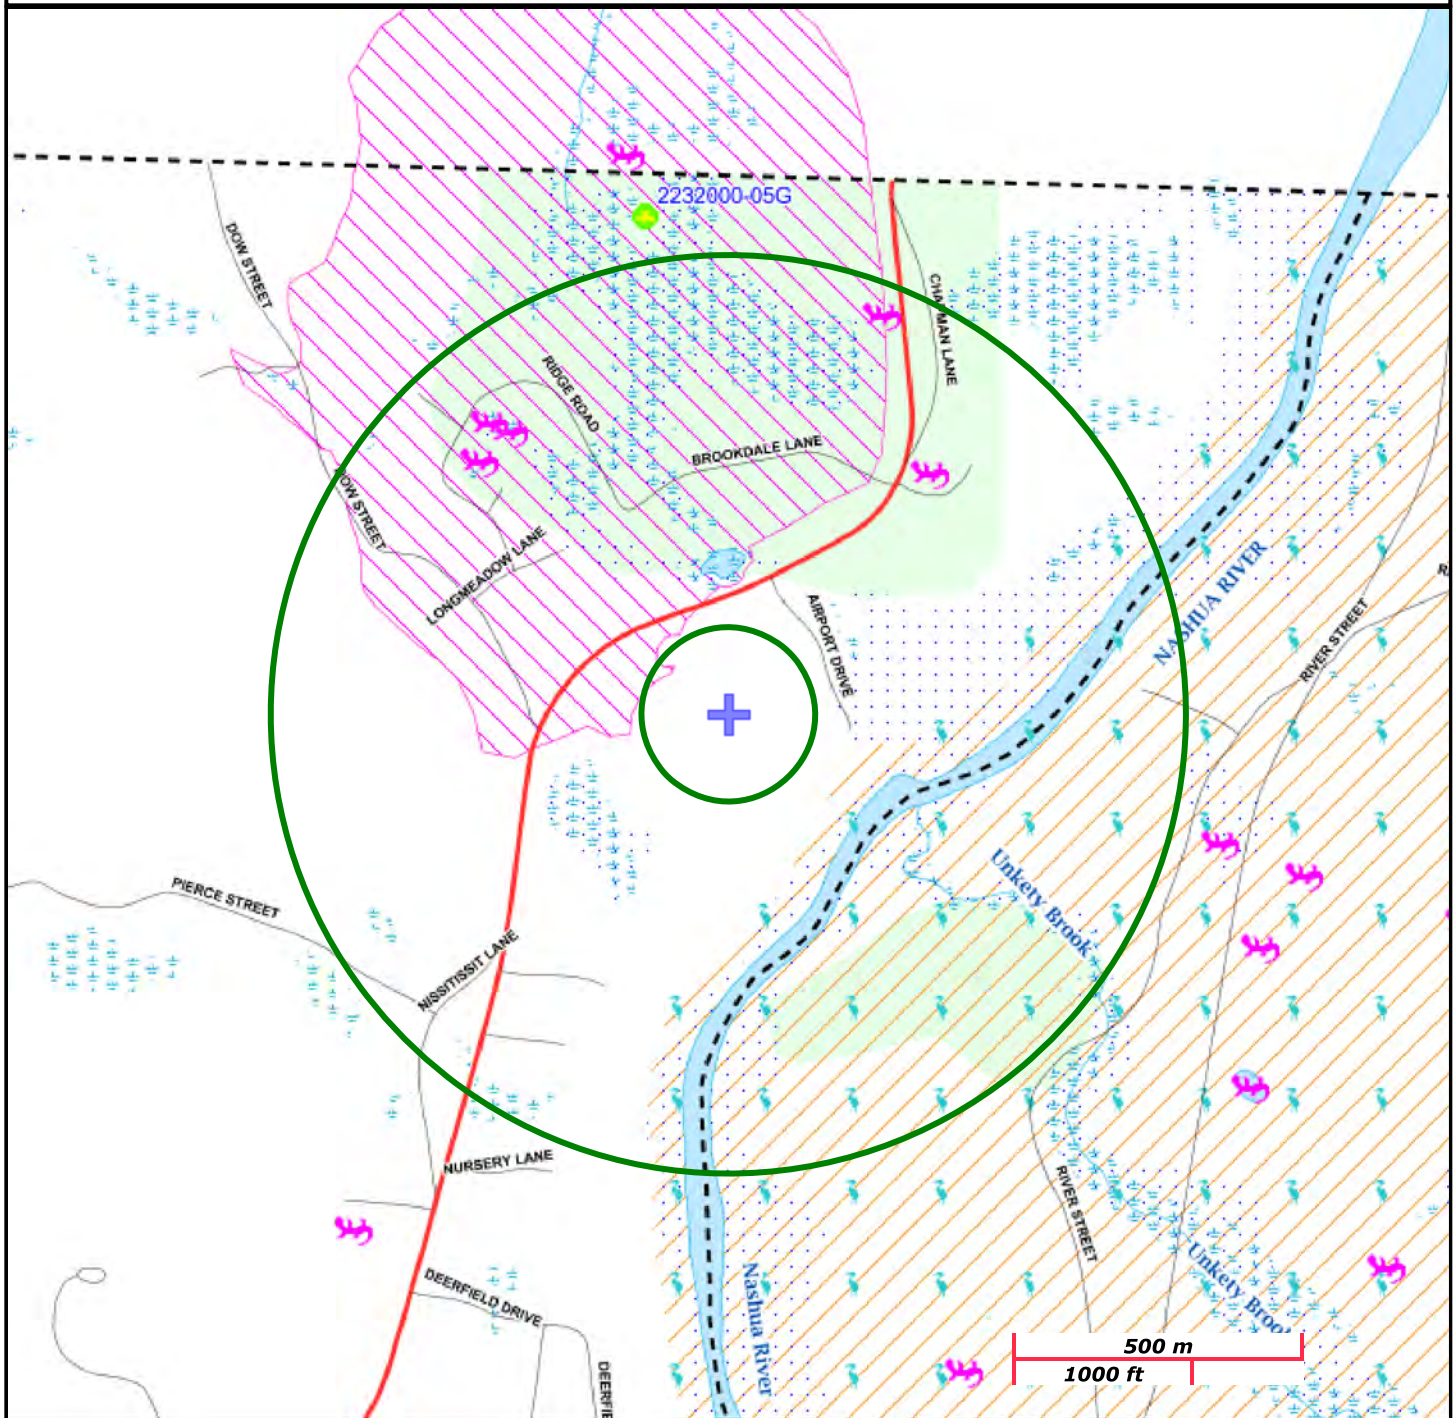 2232000-05G
DOW STREET
CHAPMAN LANE
RIDGE ROAD
BROOKDALE LANE
DOW STREET
LONGMEADOW LANE
NASHUA RIVER
R
AIRPORT DRIVE
RIVER STREET
Unkety Brook
PIERCE STREET
NISSITISSIT LANE
NURSERY LANE
RIVER STREET
Unkety Broo
DEERFIELD DRIVE
Nashua River
DEERFIE
500 m
1000 ft